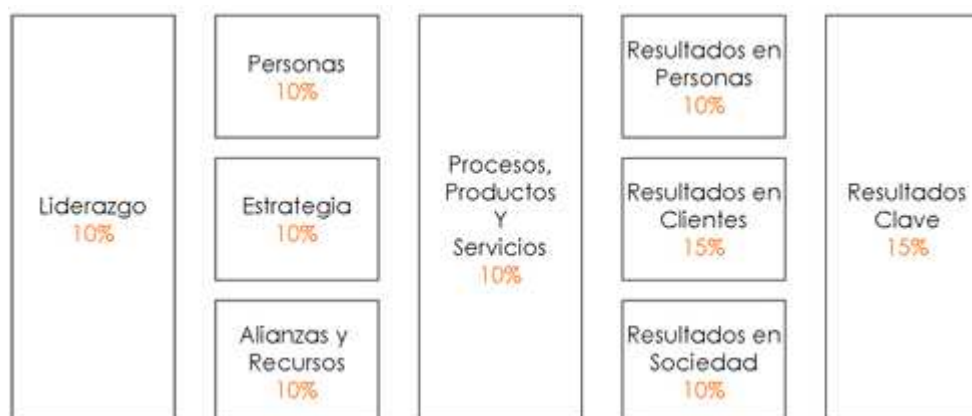 Liderazgo
10%
Personas
10%
Estrategia
10%
Alianzas y
Recursos
10%
Procesos,
Productos
Y
Servicios
10%
Resultados en
Personas
10%
Resultados en
Clientes
15%
Resultados en
Sociedad
10%
Resultados
Clave
15%